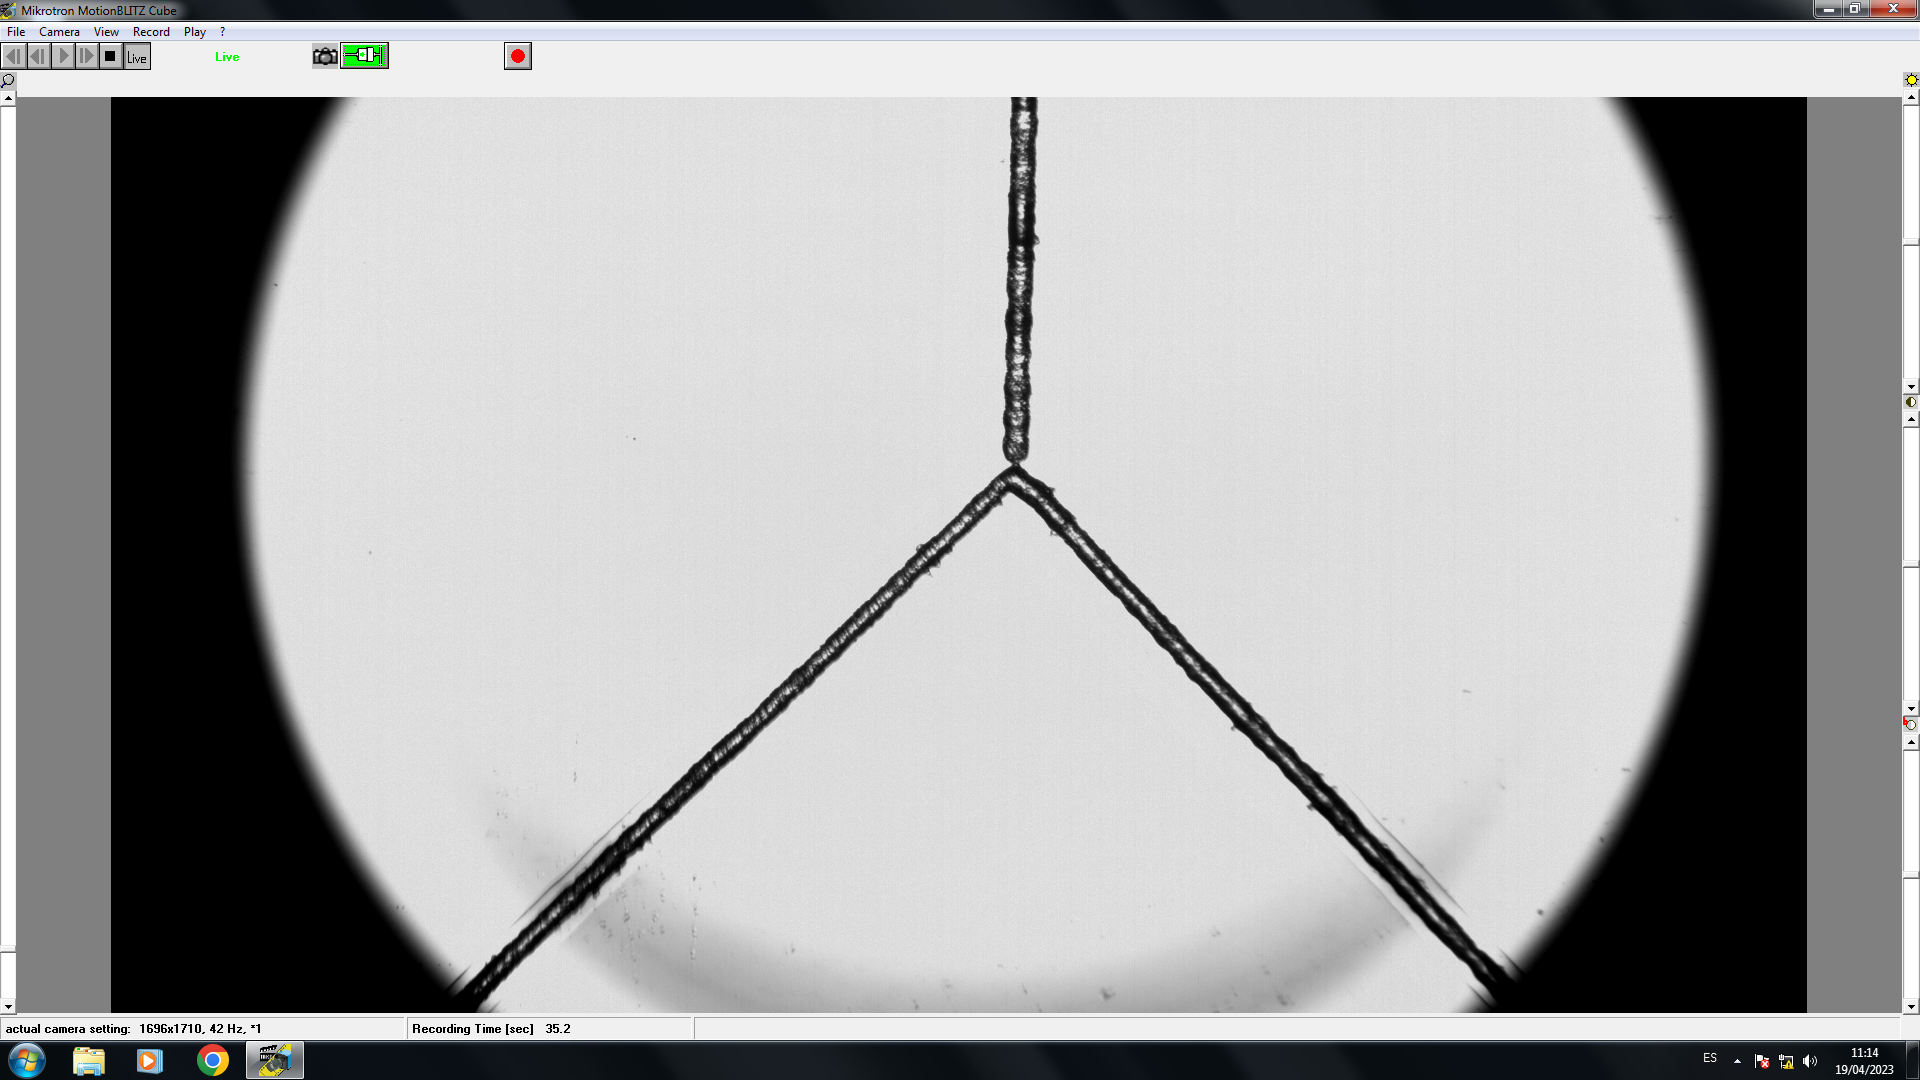 Mikrotron MotionBLITZ Cube
File Camera View Record Play ?
Live Live
actual camera setting: 1696x1710, 42 Hz, *1 Recording Time [sec] 35.2
ES 11:14
19/04/2023